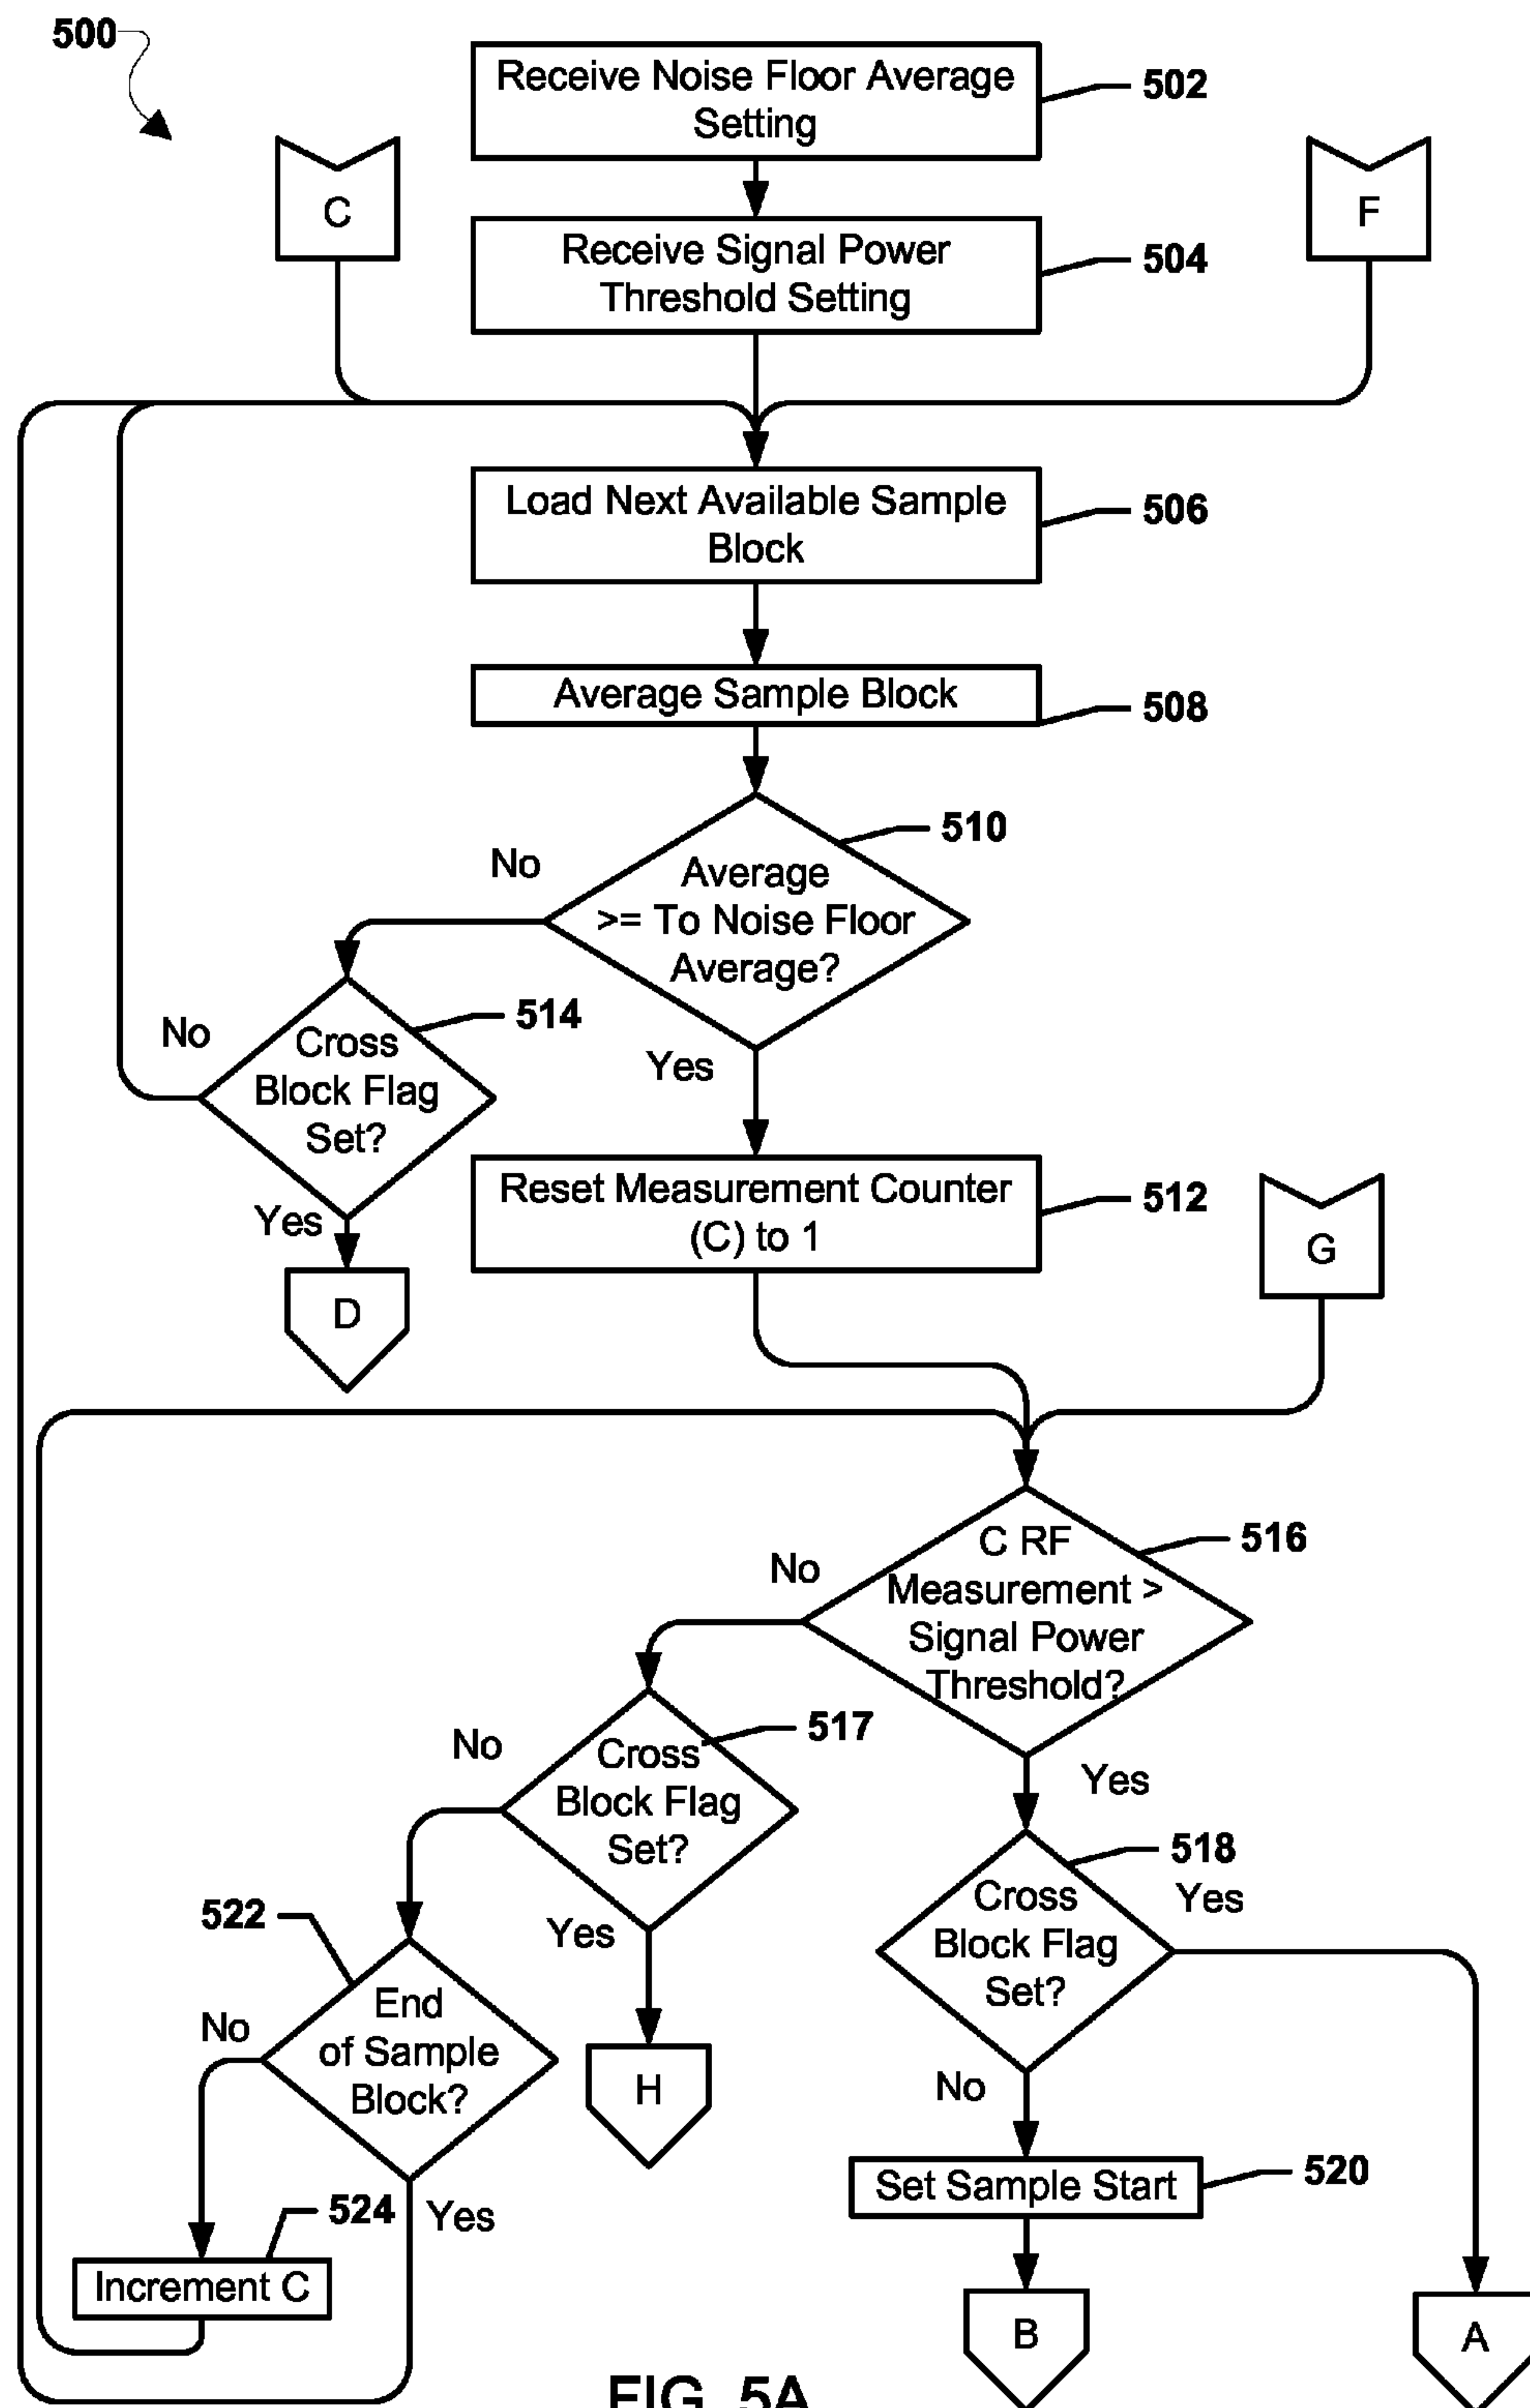 500
Receive Noise Floor Average
Setting
502
C
F
Receive Signal Power
Threshold Setting
504
Load Next Available Sample
Block
506
Average Sample Block
508
510
No
Average
>= To Noise Floor
Average?
514
No
Cross
Block Flag
Set?
Yes
Yes
Reset Measurement Counter
(C) to 1
512
G
D
516
C RF
Measurement >
Signal Power
Threshold?
No
517
No
Cross
Block Flag
Set?
Yes
518
Yes
Cross
Block Flag
Set?
522
Yes
End
of Sample
Block?
No
H
No
Set Sample Start
520
524
Yes
Increment C
B
A
FIG. 5A